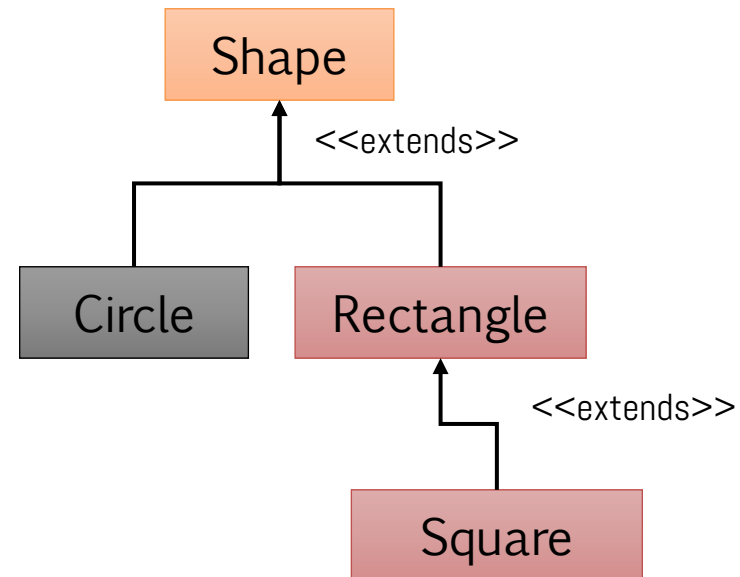 Shape
<<extends>>
Circle
Rectangle
<<extends>>
Square